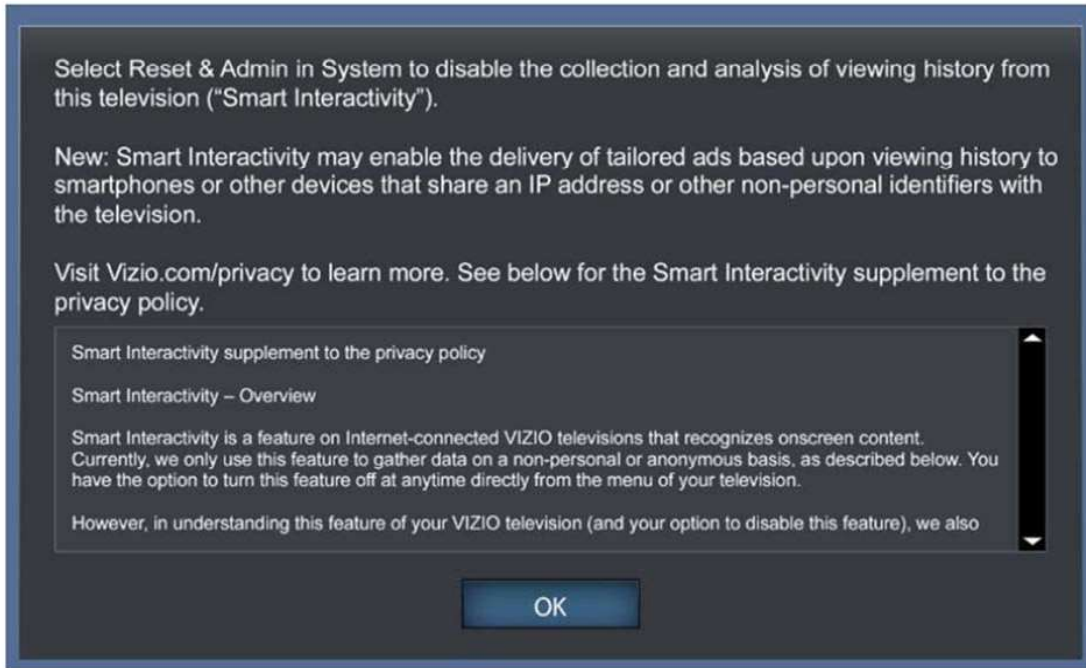 Select Reset & Admin in System to disable the collection and analysis of viewing history from
this television (“Smart Interactivity”).
New: Smart Interactivity may enable the delivery of tailored ads based upon viewing history to
smartphones or other devices that share an IP address or other non-personal identifiers with
the television.
Visit Vizio.com/privacy to learn more. See below for the Smart Interactivity supplement to the
privacy policy.
Smart Interactivity supplement to the privacy policy
Smart Interactivity – Overview
Smart Interactivity is a feature on Internet-connected VIZIO televisions that recognizes onscreen content.
Currently, we only use this feature to gather data on a non-personal or anonymous basis, as described below. You
have the option to turn this feature off at anytime directly from the menu of your television.
However, in understanding this feature of your VIZIO television (and your option to disable this feature), we also
OK